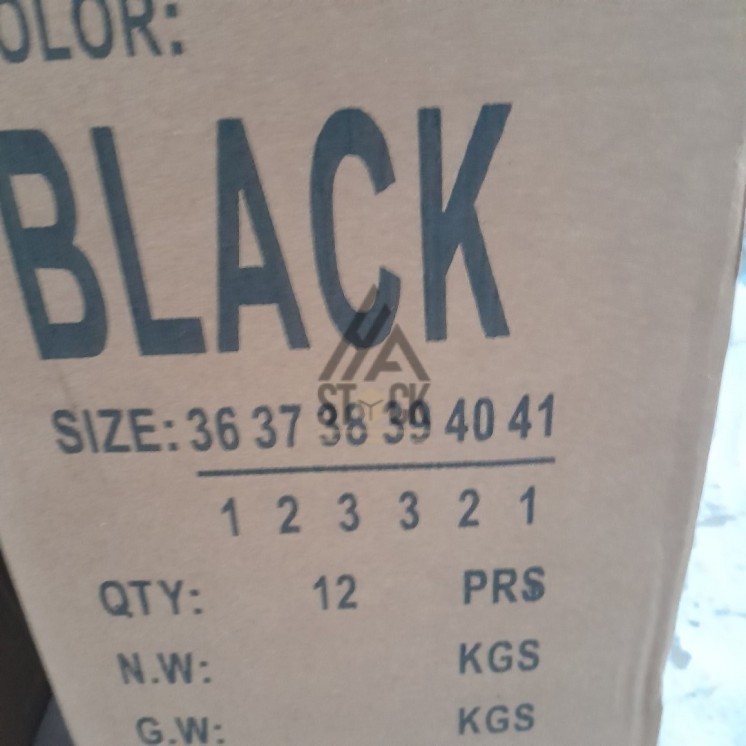 OLOR:
BLACK
STYCK
SIZE: 36 37 38 39 40 41
1 2 3 3 2 1
QTY: 12 PRS
N.W: KGS
G.W: KGS